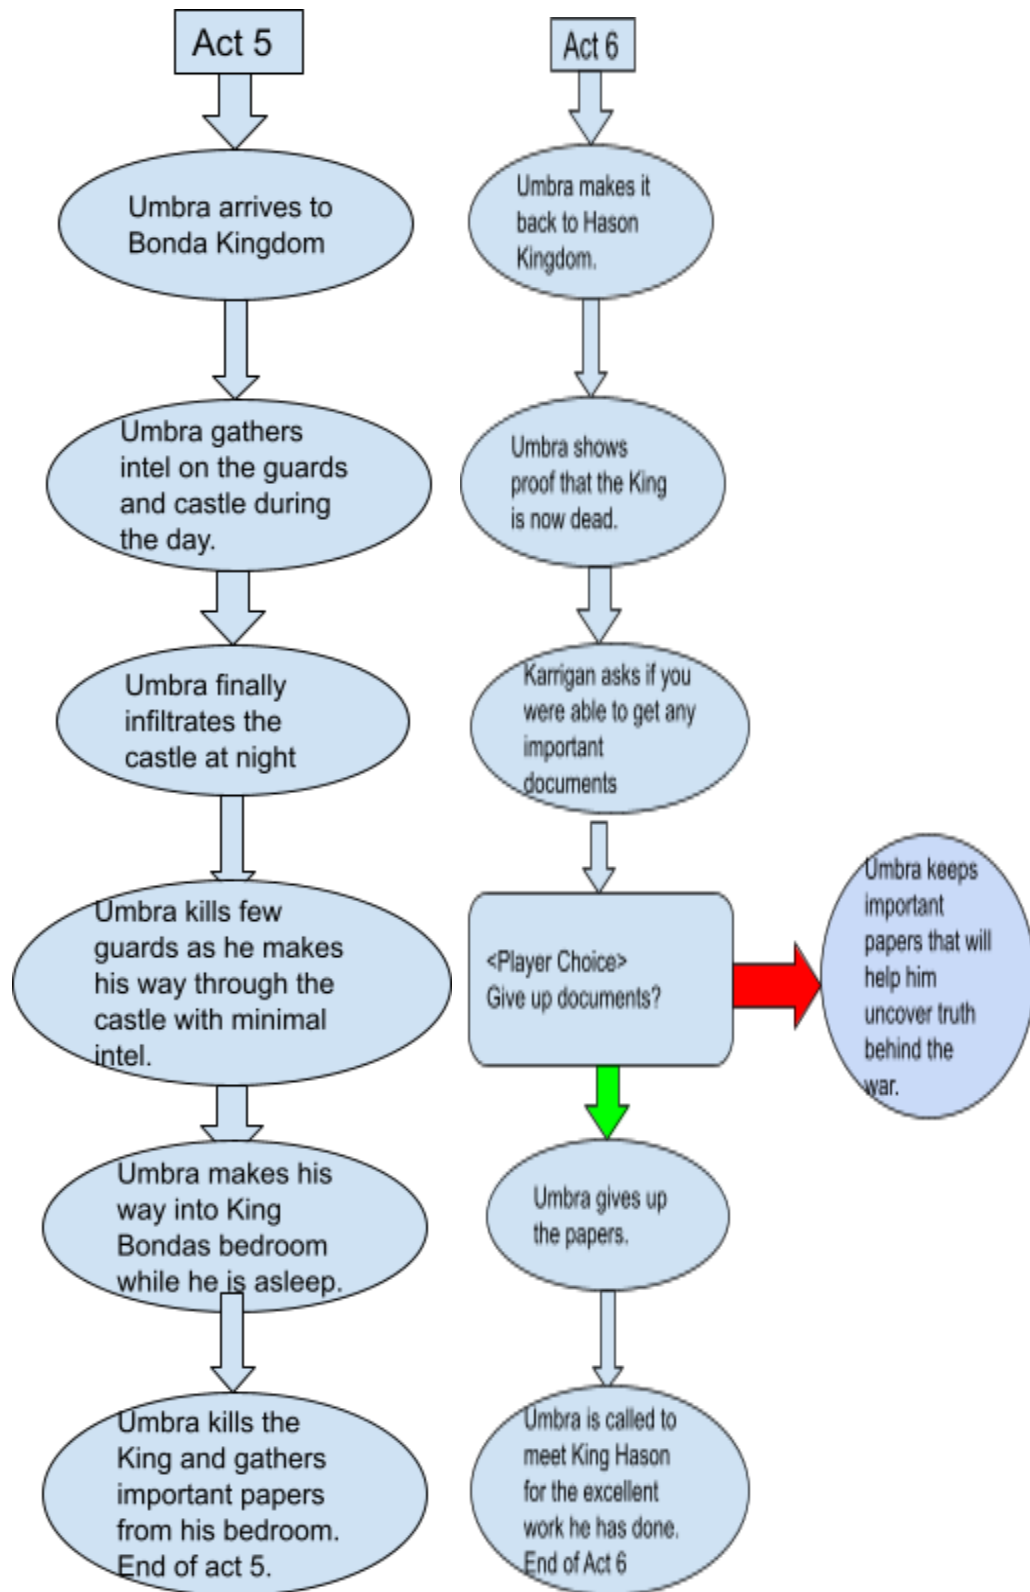 Act 5
Umbra arrives to
Bonda Kingdom
Umbra gathers
intel on the guards
and castle during
the day.
Umbra finally
infiltrates the
castle at night
Umbra kills few
guards as he makes
his way through the
castle with minimal
intel.
Umbra makes his
way into King
Bondas bedroom
while he is asleep.
Umbra kills the
King and gathers
important papers
from his bedroom.
End of act 5.
Act 6
Umbra makes it
back to Hason
Kingdom.
Umbra shows
proof that the King
is now dead.
Karrigan asks if you
were able to get any
important
documents
<Player Choice>
Give up documents?
Umbra keeps
important
papers that will
help him
uncover truth
behind the
war.
Umbra gives up
the papers.
Umbra is called to
meet King Hason
for the excellent
work he has done.
End of Act 6